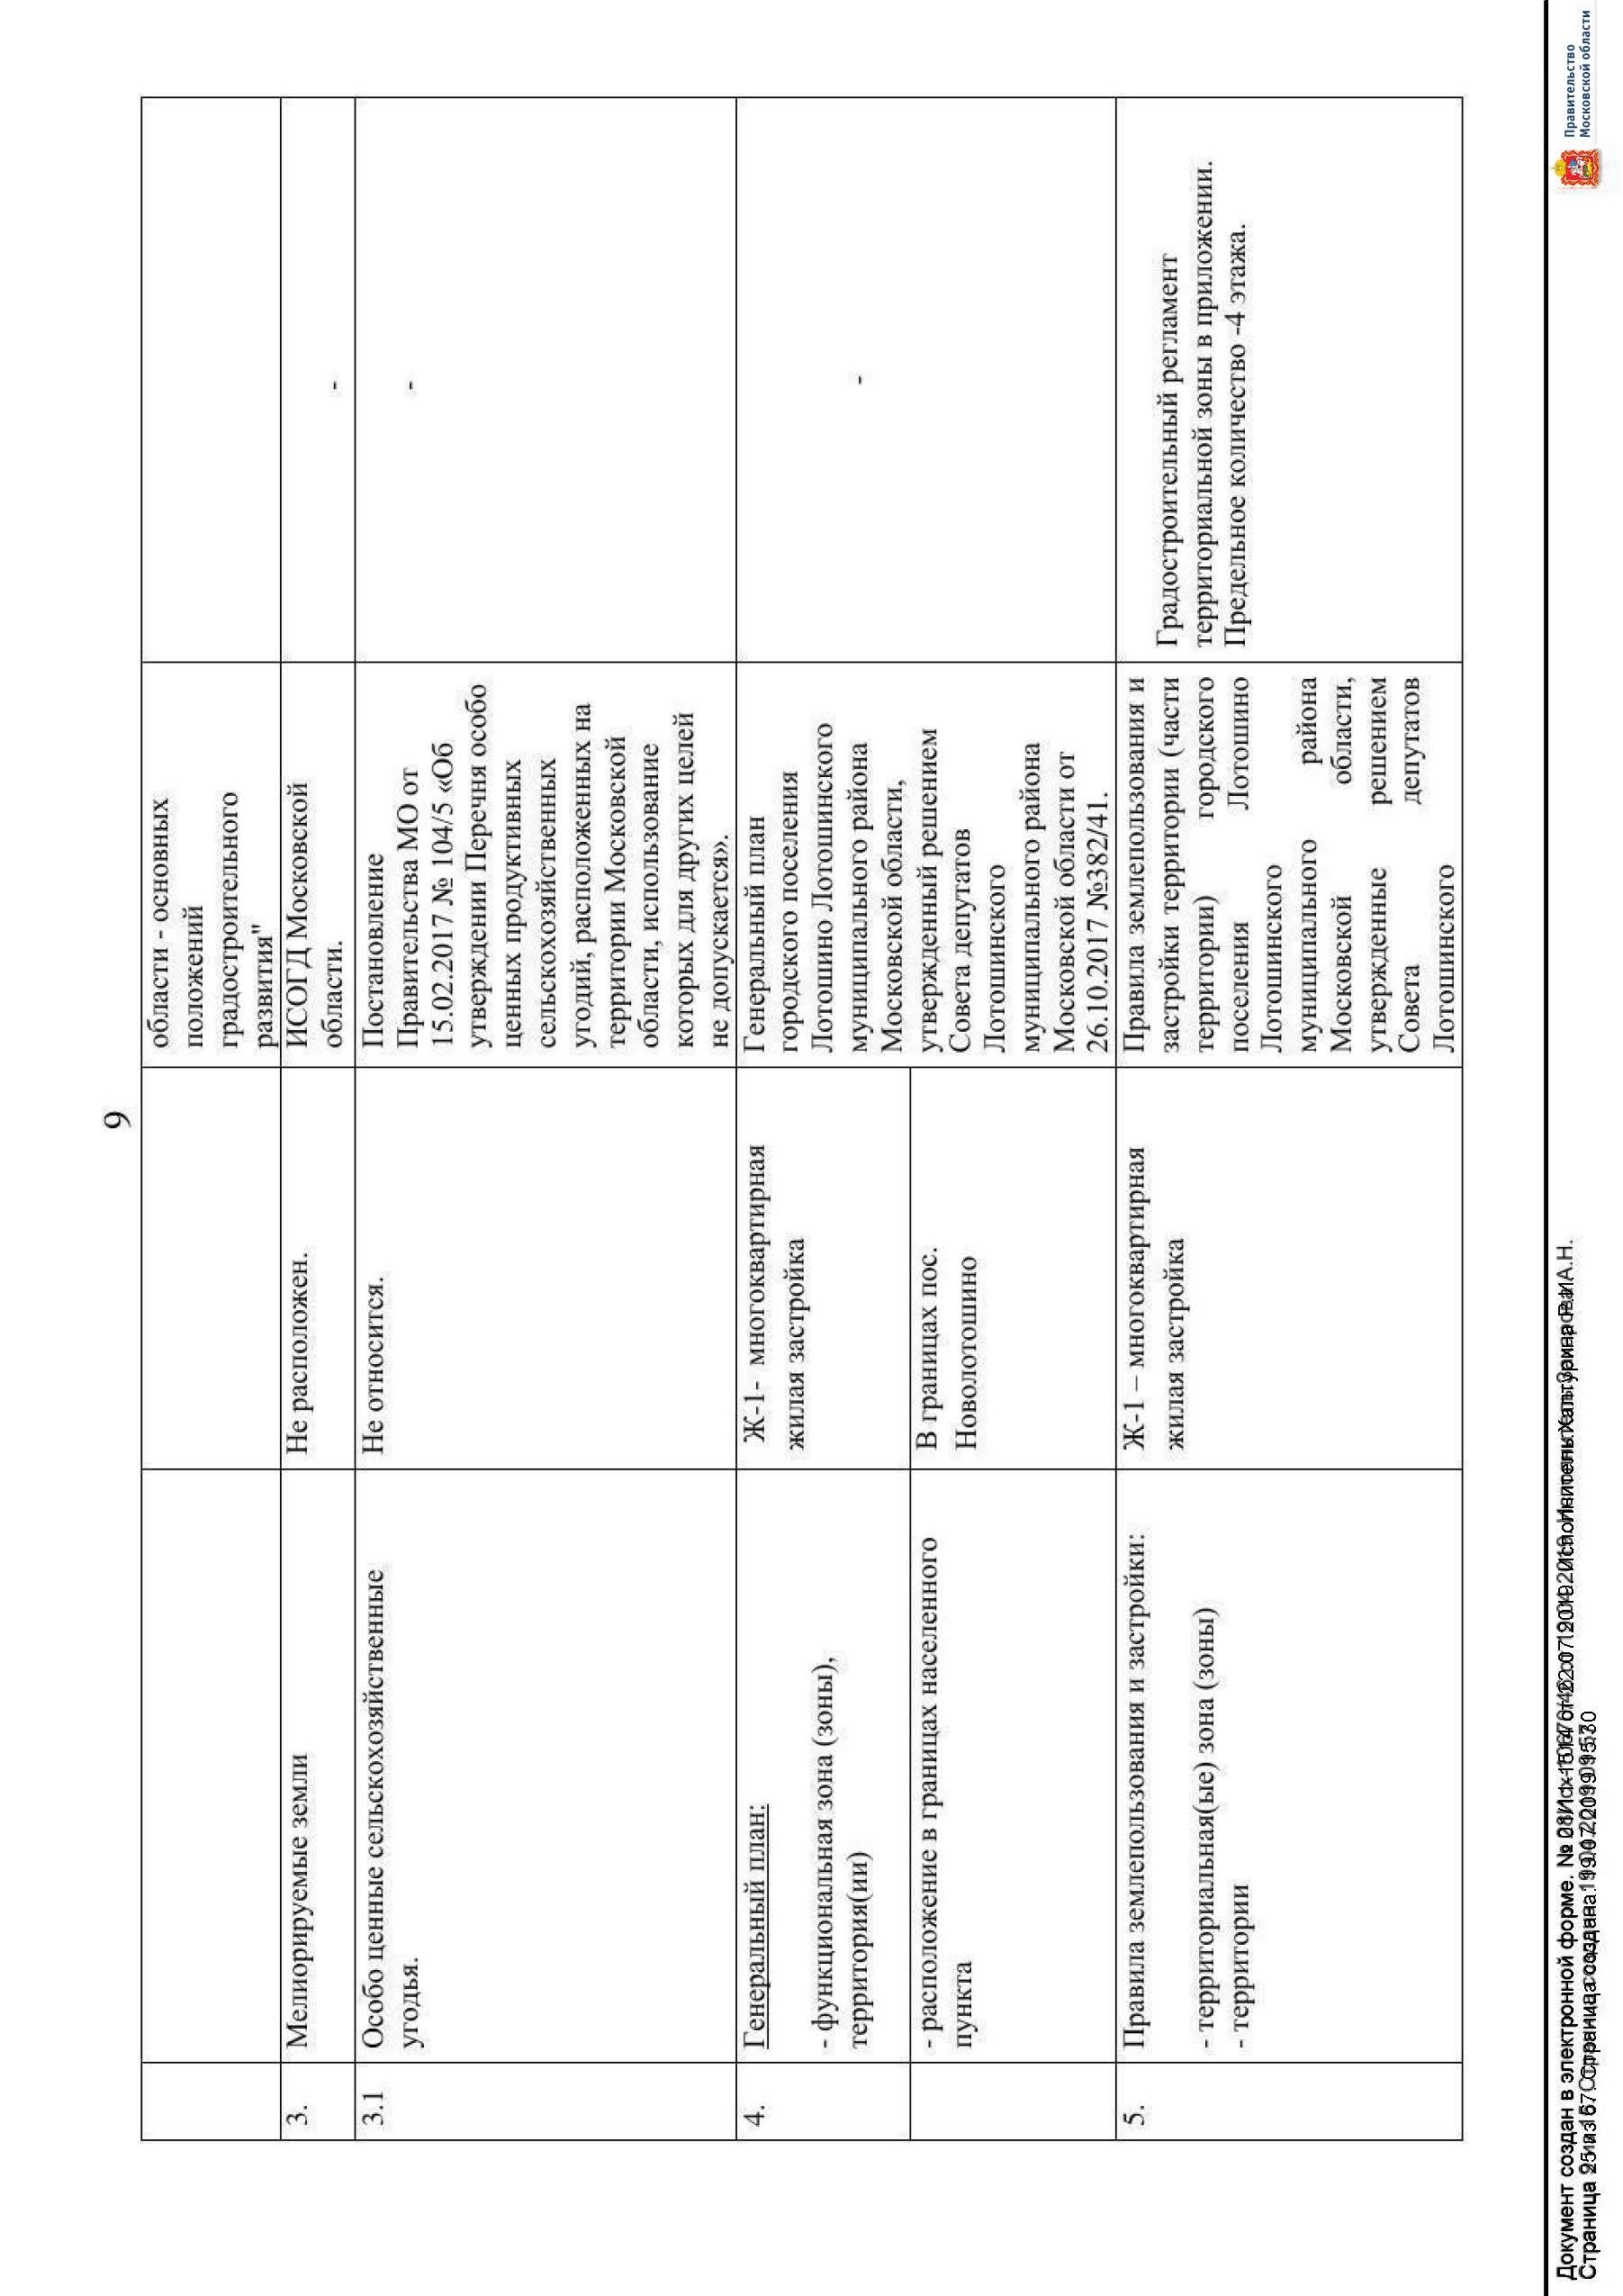 9
области - основных
положений
градостроительного
развития"
3.
Мелиорируемые земли
Не расположен.
ИСОГД Московской
области.
-
3.1
Особо ценные сельскохозяйственные
угодья.
Не относится.
Постановление
Правительства МО от
15.02.2017 № 104/5 «Об
утверждении Перечня особо
ценных продуктивных
сельскохозяйственных
угодий, расположенных на
территории Московской
области, использование
которых для других целей
не допускается».
-
4.
Генеральный план:
- функциональная зона (зоны),
территория(ии)
Ж-1- многоквартирная
жилая застройка
Генеральный план
городского поселения
Лотошино Лотошинского
муниципального района
Московской области,
утвержденный решением
Совета депутатов
Лотошинского
муниципального района
Московской области от
26.10.2017 №382/41.
-
- расположение в границах населенного
пункта
В границах пос.
Новолотошино
5.
Правила землепользования и застройки:
- территориальная(ые) зона (зоны)
- территории
Ж-1 – многоквартирная
жилая застройка
Правила землепользования и
застройки территории (части
территории) городского
поселения Лотошино
Лотошинского
муниципального района
Московской области,
утвержденные решением
Совета депутатов
Лотошинского
Градостроительный регламент
территориальной зоны в приложении.
Предельное количество -4 этажа.
Документ создан в электронной форме. №
Страница
Правительство
Московской области